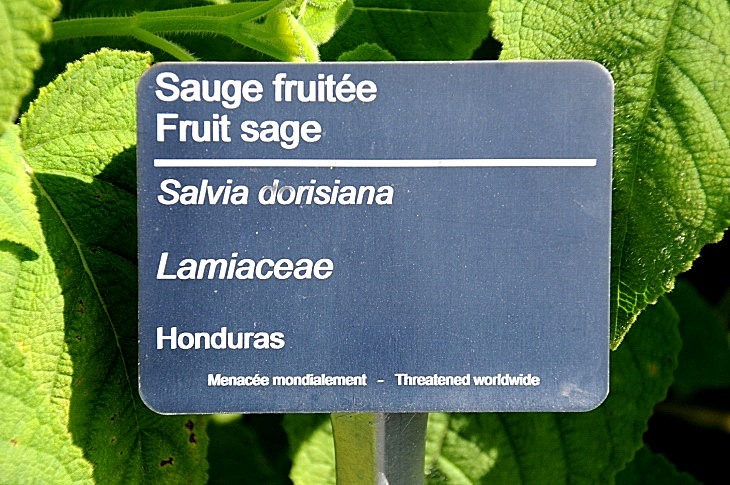 Sauge fruitée
Fruit sage
Salvia dorisiana
Lamiaceae
Honduras
Menacée mondialement - Threatened worldwide